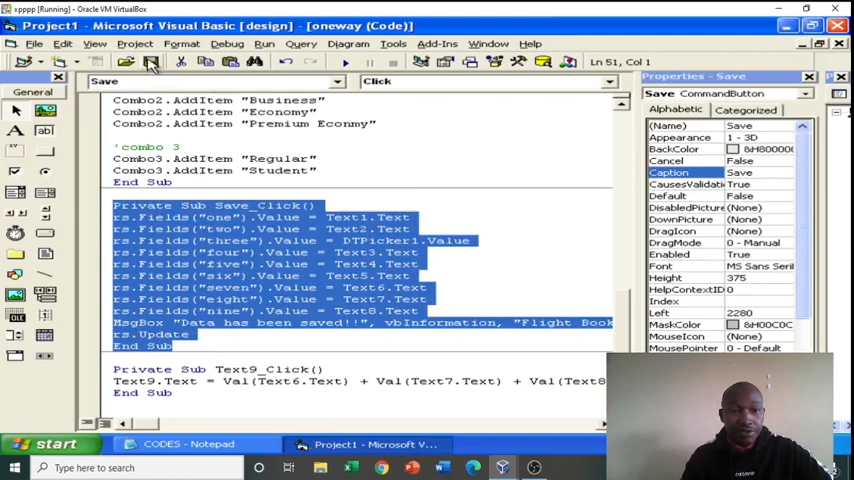 xpppp [Running] - Oracle VM VirtualBox
Project1 - Microsoft Visual Basic [design] - [oneway (Code)]
File Edit View Project Format Debug Run Query Diagram Tools Add-Ins Window Help
Ln 51, Col 1
General
Save
Click
Combo2.AddItem "Business"
Combo2.AddItem "Economy"
Combo2.AddItem "Premium Econmy"
'combo 3
Combo3.AddItem "Regular"
Combo3.AddItem "Student"
End Sub
Private Sub Save_Click()
rs.Fields("one").Value = Text1.Text
rs.Fields("two").Value = Text2.Text
rs.Fields("three").Value = DTPicker1.Value
rs.Fields("four").Value = Text3.Text
rs.Fields("five").Value = Text4.Text
rs.Fields("six").Value = Text5.Text
rs.Fields("seven").Value = Text6.Text
rs.Fields("eight").Value = Text7.Text
rs.Fields("nine").Value = Text8.Text
MsgBox "Data has been saved!!", vbInformation, "Flight Book
rs.Update
End Sub
Private Sub Text9_Click()
Text9.Text = Val(Text6.Text) + Val(Text7.Text) + Val(Text8
End Sub
Properties - Save
Save CommandButton
Alphabetic Categorized
(Name) Save
Appearance 1 - 3D
BackColor &H800000
Cancel False
Caption Save
CausesValidati True
Default False
DisabledPicture (None)
DownPicture (None)
DragIcon (None)
DragMode 0 - Manual
Enabled True
Font MS Sans Serif
Height 375
HelpContextID 0
Index
Left 2280
MaskColor &H00C0C
MouseIcon (None)
MousePointer 0 - Default
start
CODES - Notepad
Project1 - Microsoft V...
Type here to search